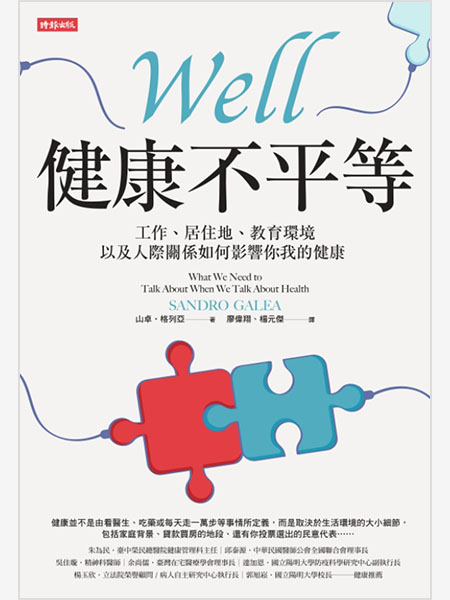 時報出版
Well
健康不平等
工作、居住地、教育環境
以及人際關係如何影響你我的健康
What We Need to
Talk About When We Talk About Health
SANDRO GALEA
山卓・格列亞——著 廖偉翔、楊元傑——譯
健康並不是由看醫生、吃藥或每天走一萬步等事情所定義,而是取決於生活環境的大小細節,
包括家庭背景、貸款買房的地段,還有你投票選出的民意代表⋯⋯
朱為民,臺中榮民總醫院健康管理科主任|邱泰源、中華民國醫師公會全國聯合會理事長
吳佳璇,精神科醫師|余尚儒,臺灣在宅醫療學會理事長|達加恩,國立陽明大學防疫科學研究中心副執行長
楊玉欣,立法院榮譽顧問/病人自主研究中心執行長|郭旭崧,國立陽明大學校長——健康推薦